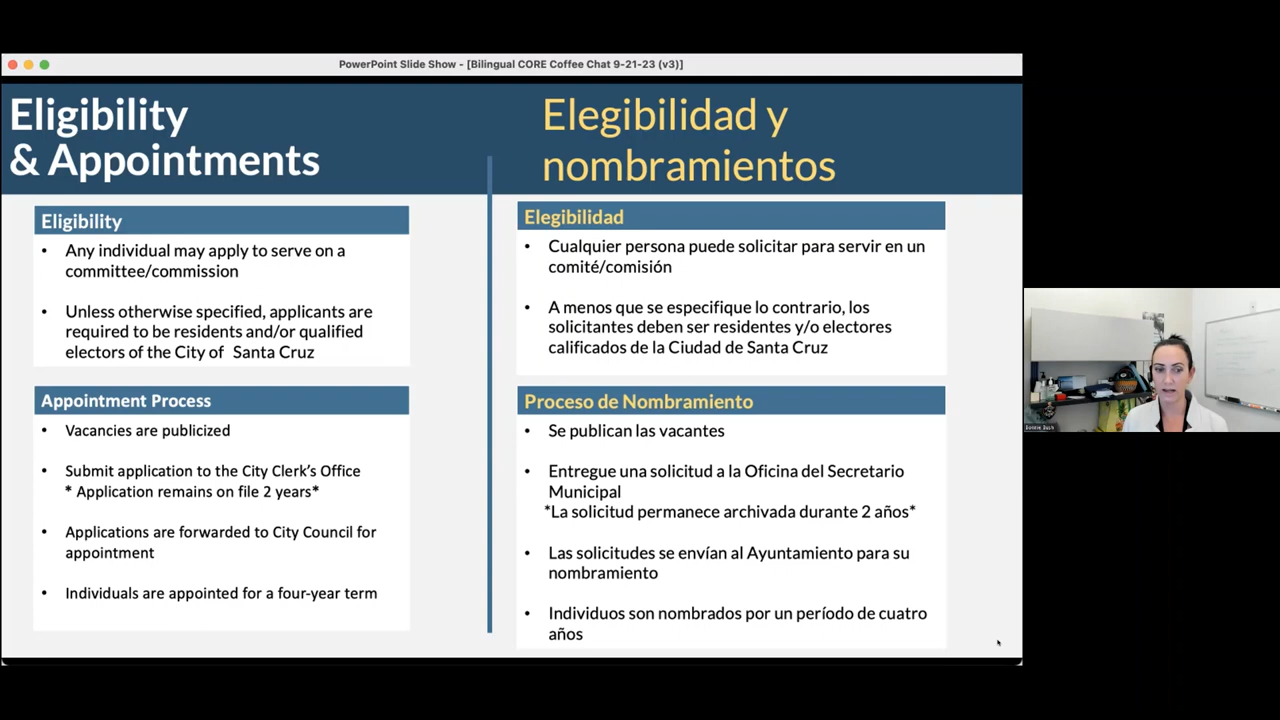 PowerPoint Slide Show - [Bilingual CORE Coffee Chat 9-21-23 (v3)]
Eligibility
& Appointments
Eligibility
• Any individual may apply to serve on a
committee/commission
• Unless otherwise specified, applicants are
required to be residents and/or qualified
electors of the City of Santa Cruz
Appointment Process
• Vacancies are publicized
• Submit application to the City Clerk's Office
* Application remains on file 2 years*
• Applications are forwarded to City Council for
appointment
• Individuals are appointed for a four-year term
Elegibilidad y
nombramientos
Elegibilidad
• Cualquier persona puede solicitar para servir en un
comité/comisión
• A menos que se especifique lo contrario, los
solicitantes deben ser residentes y/o electores
calificados de la Ciudad de Santa Cruz
Proceso de Nombramiento
• Se publican las vacantes
• Entregue una solicitud a la Oficina del Secretario
Municipal
*La solicitud permanece archivada durante 2 años*
• Las solicitudes se envían al Ayuntamiento para su
nombramiento
• Individuos son nombrados por un período de cuatro
años